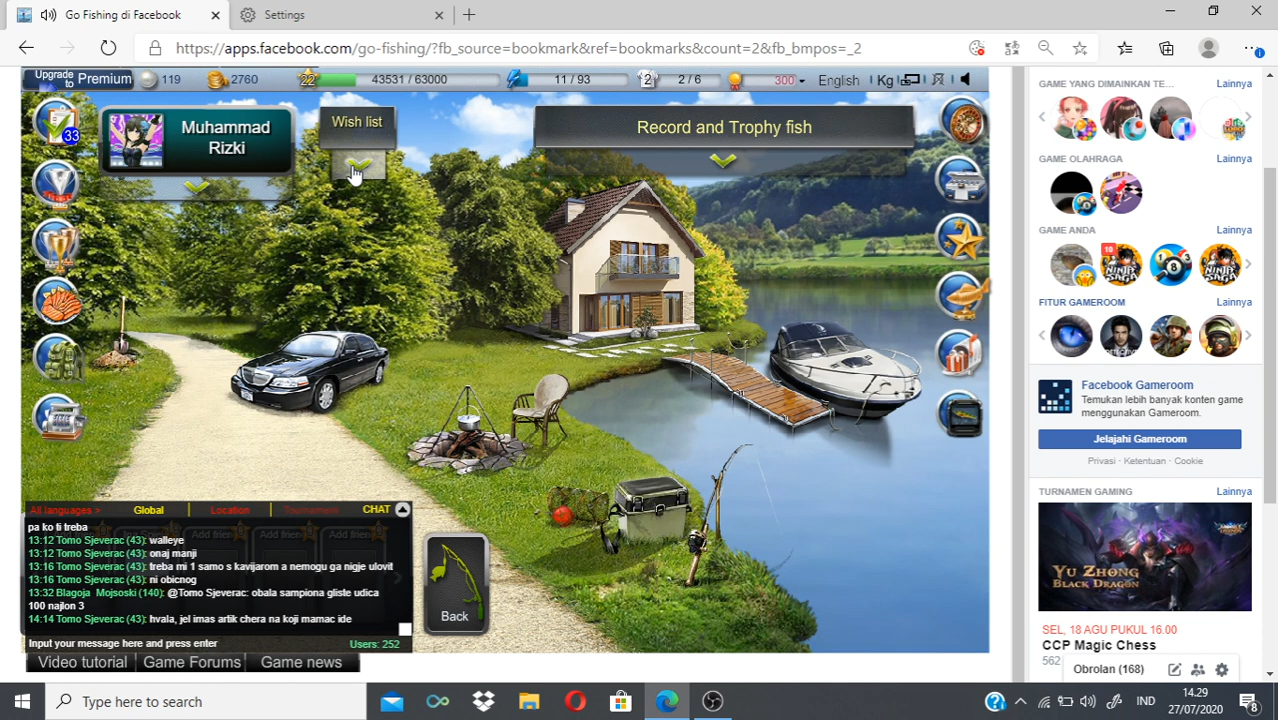 Go Fishing di Facebook
Settings
https://apps.facebook.com/go-fishing/?fb_source=bookmark&ref=bookmarks&count=2&fb_bmpos=_2
Upgrade to Premium
119
2760
22
43531 / 63000
11 / 93
2
2 / 6
300
English
Kg
33
Muhammad
Rizki
Wish list
Record and Trophy fish
All languages >
Global
Location
Tournament
CHAT
pa ko ti treba
13:12 Tomo Sjeverac (43): walleye
13:12 Tomo Sjeverac (43): onaj manji
13:16 Tomo Sjeverac (43): treba mi 1 samo s kavijarom a nemogu ga nigje ulovit
13:16 Tomo Sjeverac (43): ni obicnog
13:32 Blagoja Mojsoski (140): @Tomo Sjeverac: obala sampiona gliste udica
100 najlon 3
14:14 Tomo Sjeverac (43): hvala, jel imas artik chera na koji mamac ide
Input your message here and press enter
Users: 252
Back
Video tutorial
Game Forums
Game news
GAME YANG DIMAINKAN TE...
Lainnya
GAME OLAHRAGA
Lainnya
GAME ANDA
Lainnya
FITUR GAMEROOM
Lainnya
Facebook Gameroom
Temukan lebih banyak konten game
menggunakan Gameroom.
Jelajahi Gameroom
Privasi · Ketentuan · Cookie
TURNAMEN GAMING
Lainnya
YU ZHONG
BLACK DRAGON
SEL, 18 AGU PUKUL 16.00
CCP Magic Chess
562
Obrolan (168)
Type here to search
IND
14.29
27/07/2020
8